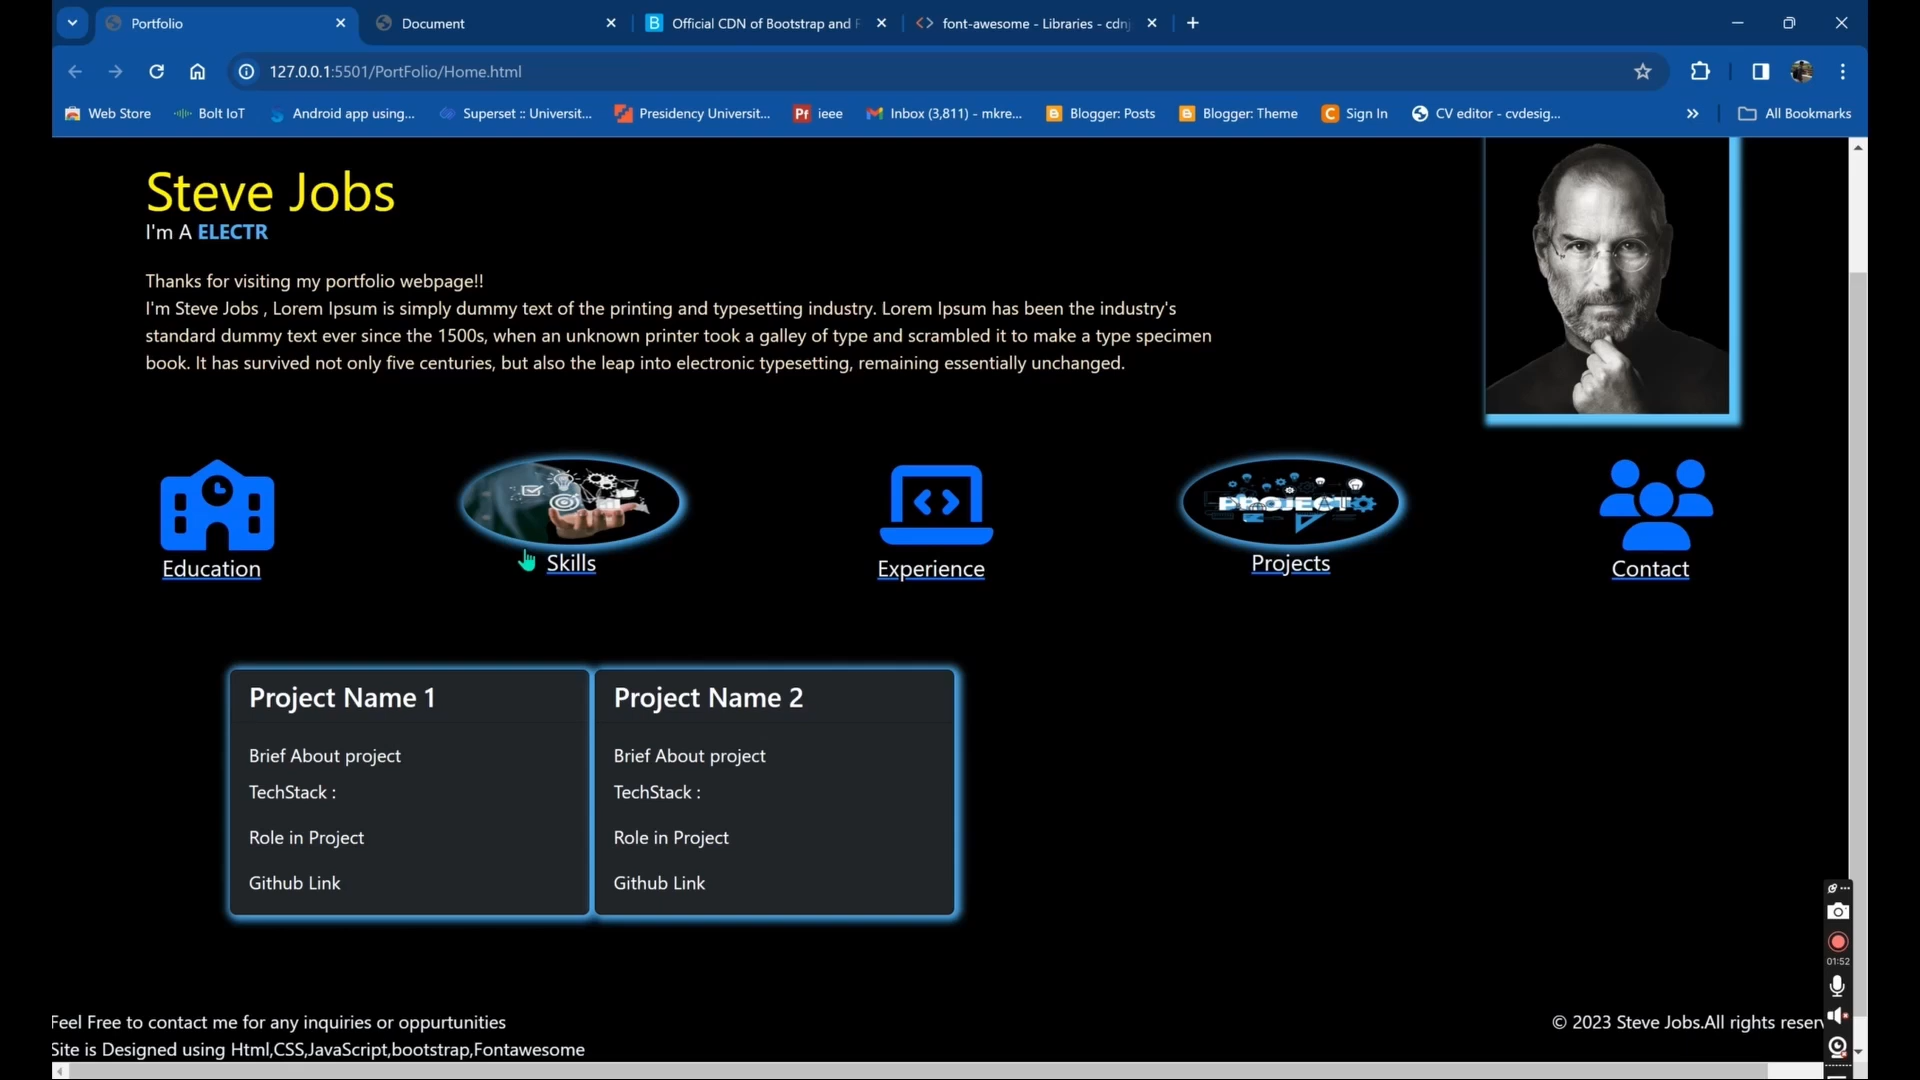 Portfolio
Document
Official CDN of Bootstrap and F
font-awesome - Libraries - cdnj
127.0.0.1:5501/PortFolio/Home.html
Web Store
Bolt IoT
Android app using...
Superset :: Universit...
Presidency Universit...
Pf ieee
Inbox (3,811) - mkre...
Blogger: Posts
Blogger: Theme
Sign In
CV editor - cvdesig...
All Bookmarks
Steve Jobs
I'm A ELECTR
Thanks for visiting my portfolio webpage!!
I'm Steve Jobs , Lorem Ipsum is simply dummy text of the printing and typesetting industry. Lorem Ipsum has been the industry's
standard dummy text ever since the 1500s, when an unknown printer took a galley of type and scrambled it to make a type specimen
book. It has survived not only five centuries, but also the leap into electronic typesetting, remaining essentially unchanged.
PROJECT
Education
Skills
Experience
Projects
Contact
Project Name 1
Brief About project
TechStack :
Role in Project
Github Link
Project Name 2
Brief About project
TechStack :
Role in Project
Github Link
01:52
Feel Free to contact me for any inquiries or oppurtunities
© 2023 Steve Jobs.All rights reserv
Site is Designed using Html,CSS,JavaScript,bootstrap,Fontawesome